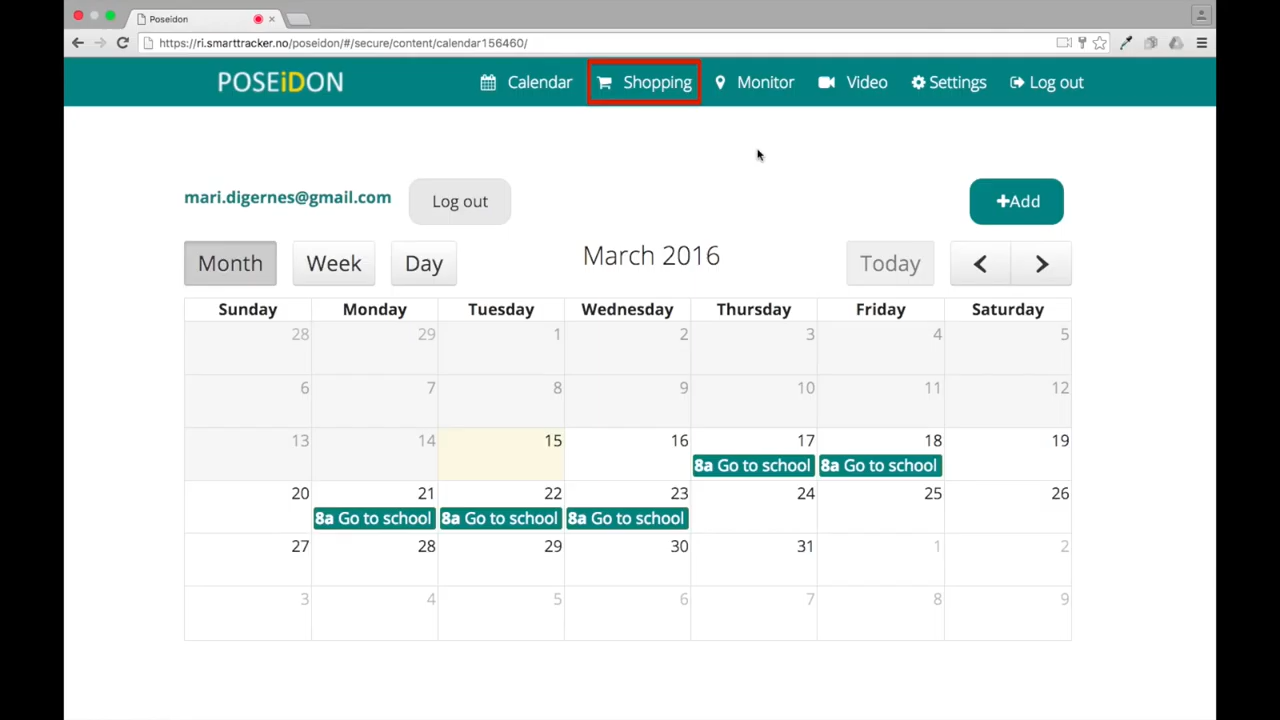 Poseidon
https://ri.smarttracker.no/poseidon/#/secure/content/calendar156460/
POSEiDON Calendar Shopping Monitor Video Settings Log out
mari.digernes@gmail.com Log out +Add
Month Week Day March 2016 Today
Sunday Monday Tuesday Wednesday Thursday Friday Saturday
28 29 1 2 3 4 5
6 7 8 9 10 11 12
13 14 15 16 17 18 19
8a Go to school 8a Go to school
20 21 22 23 24 25 26
8a Go to school 8a Go to school 8a Go to school
27 28 29 30 31 1 2
3 4 5 6 7 8 9